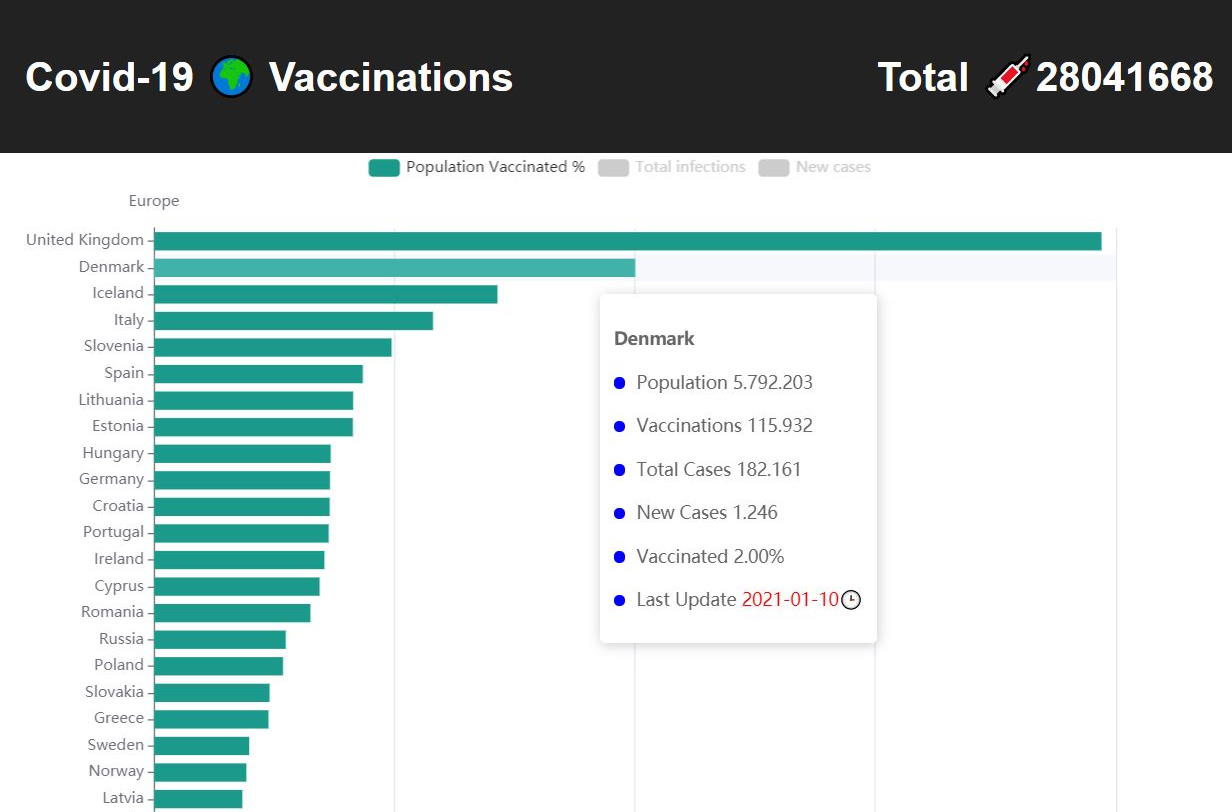 Covid-19 🌍 Vaccinations
Total 💉28041668
Population Vaccinated %
Total infections
New cases
Europe
United Kingdom
Denmark
Iceland
Italy
Slovenia
Spain
Lithuania
Estonia
Hungary
Germany
Croatia
Portugal
Ireland
Cyprus
Romania
Russia
Poland
Slovakia
Greece
Sweden
Norway
Latvia
Denmark
Population 5.792.203
Vaccinations 115.932
Total Cases 182.161
New Cases 1.246
Vaccinated 2.00%
Last Update 2021-01-10🕒